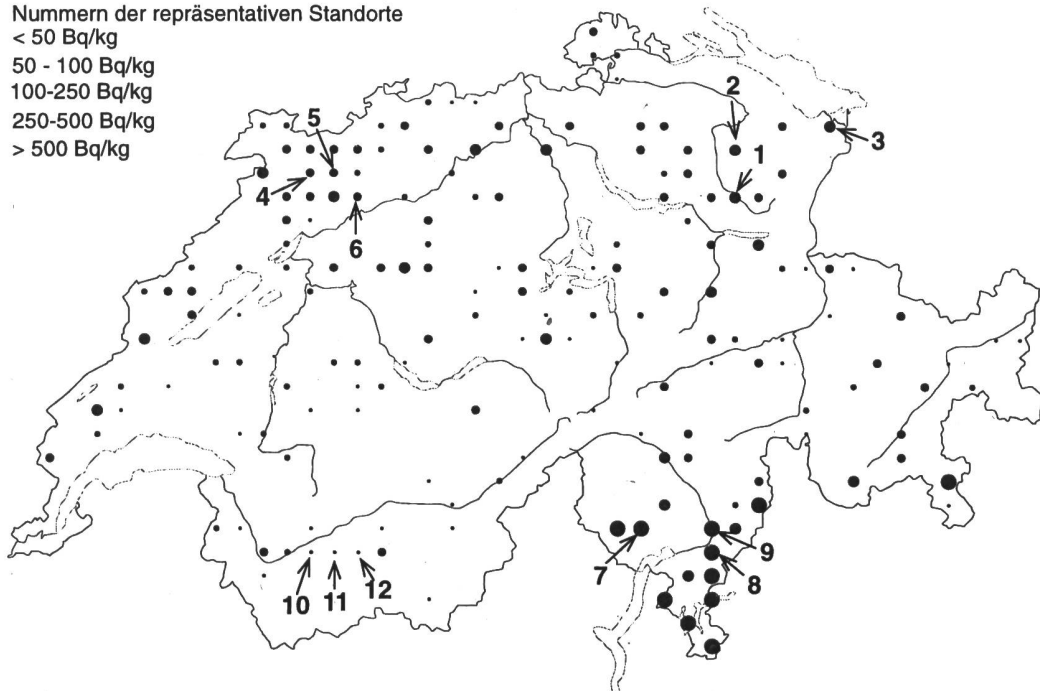 Nummern der repräsentativen Standorte
< 50 Bq/kg
50 - 100 Bq/kg
100-250 Bq/kg
250-500 Bq/kg
> 500 Bq/kg
2
3
5
1
4
6
7
9
8
10
11
12